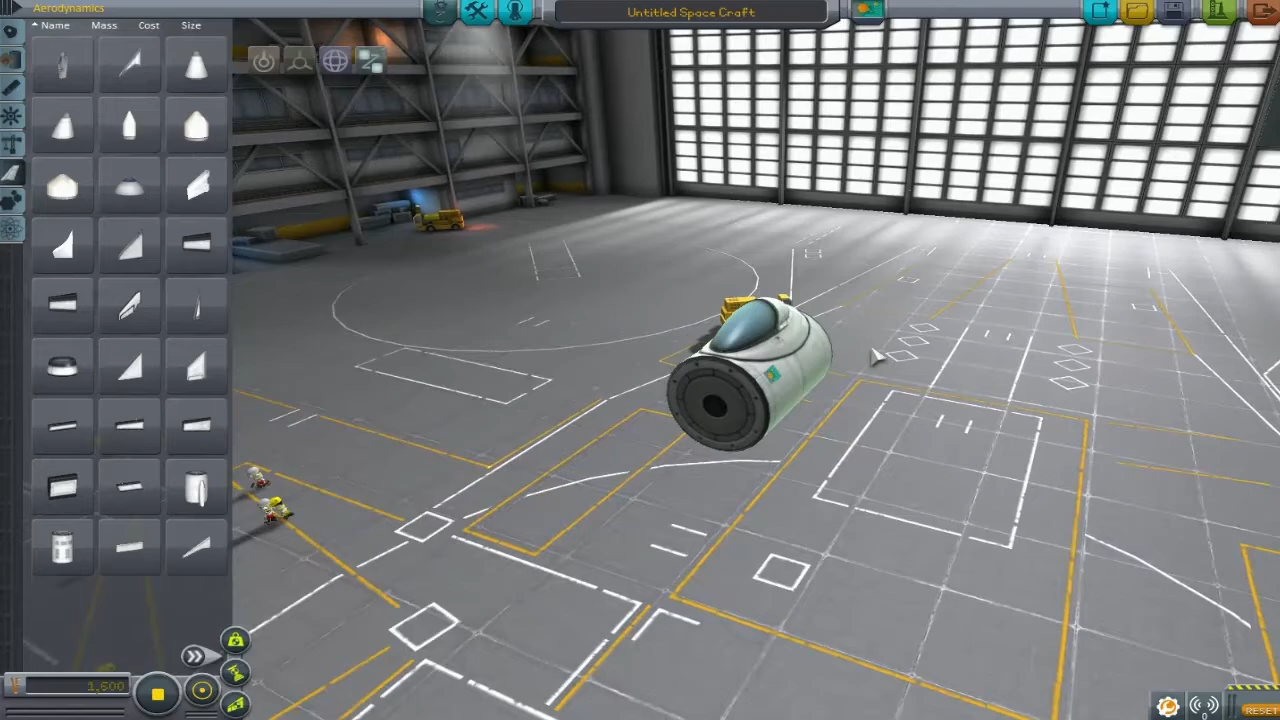 Aerodynamics
Untitled Space Craft
Name Mass Cost Size
1,600
RESET